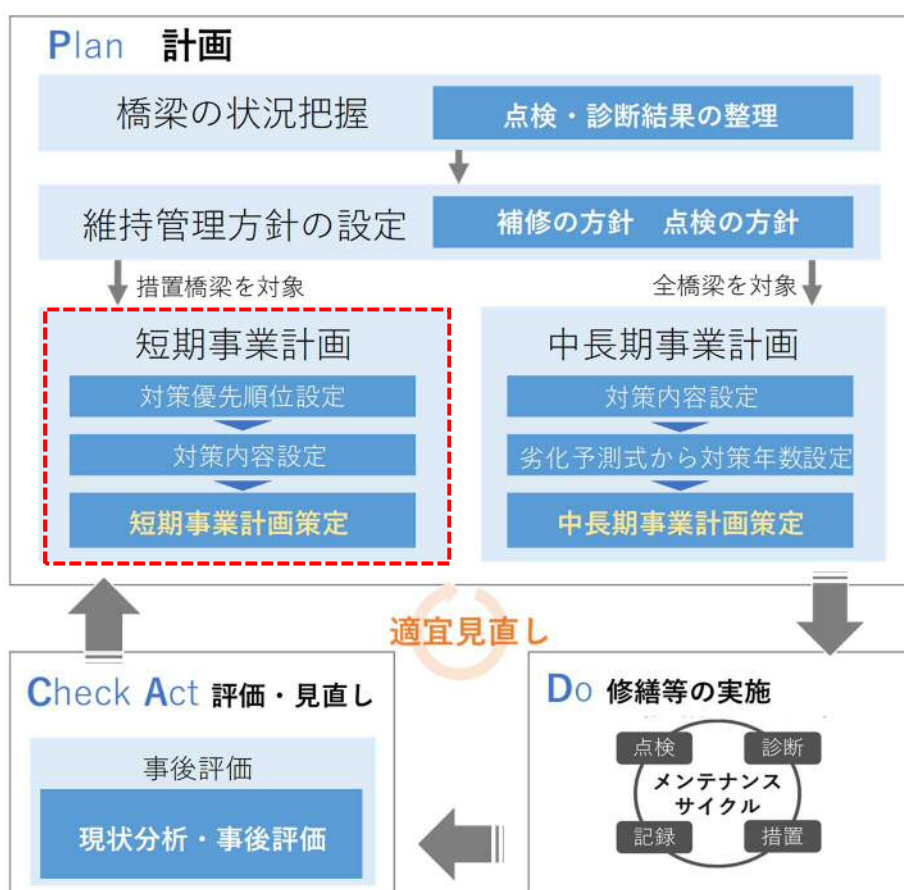 Plan 計画
橋梁の状況把握
点検・診断結果の整理
維持管理方針の設定
補修の方針 点検の方針
措置橋梁を対象
全橋梁を対象
短期事業計画
対策優先順位設定
対策内容設定
短期事業計画策定
中長期事業計画
対策内容設定
劣化予測式から対策年数設定
中長期事業計画策定
適宜見直し
Check Act 評価・見直し
事後評価
現状分析・事後評価
Do 修繕等の実施
点検
診断
メンテナンス
サイクル
記録
措置